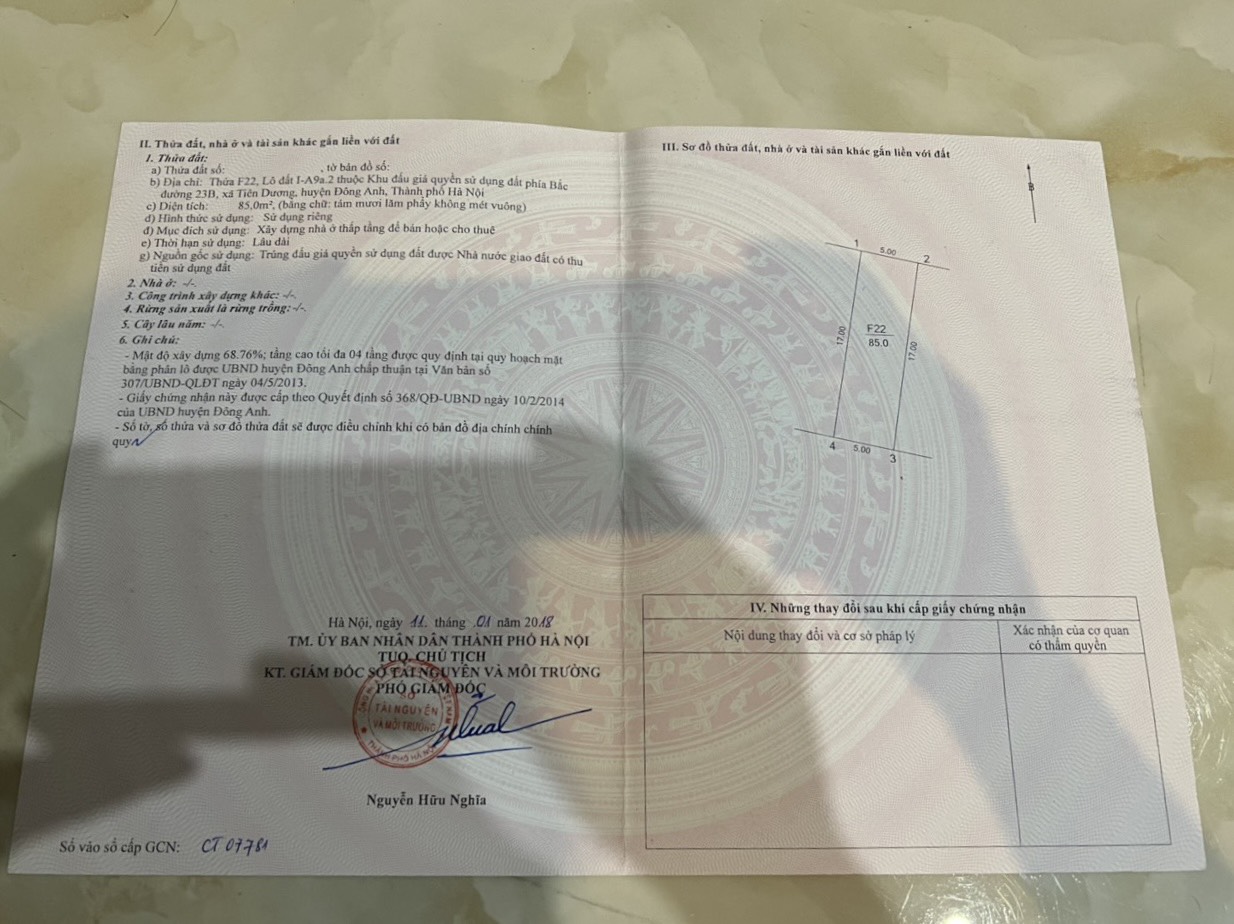 II. Thửa đất, nhà ở và tài sản khác gắn liền với đất
1. Thửa đất:
a) Thửa đất số: , tờ bản đồ số:
b) Địa chỉ: Thửa F22, Lô đất I-A9a.2 thuộc Khu đấu giá quyền sử dụng đất phía Bắc
đường 23B, xã Tiên Dương, huyện Đông Anh, Thành phố Hà Nội
c) Diện tích: 85,0m², (bằng chữ: tám mươi lăm phẩy không mét vuông)
d) Hình thức sử dụng: Sử dụng riêng
đ) Mục đích sử dụng: Xây dựng nhà ở thấp tầng để bán hoặc cho thuê
e) Thời hạn sử dụng: Lâu dài
g) Nguồn gốc sử dụng: Trúng đấu giá quyền sử dụng đất được Nhà nước giao đất có thu
tiền sử dụng đất
2. Nhà ở: -/-.
3. Công trình xây dựng khác: -/-.
4. Rừng sản xuất là rừng trồng: -/-.
5. Cây lâu năm: -/-.
6. Ghi chú:
- Mật độ xây dựng 68.76%; tầng cao tối đa 04 tầng được quy định tại quy hoạch mặt
bằng phân lô được UBND huyện Đông Anh chấp thuận tại Văn bản số
307/UBND-QLĐT ngày 04/5/2013.
- Giấy chứng nhận này được cấp theo Quyết định số 368/QĐ-UBND ngày 10/2/2014
của UBND huyện Đông Anh.
- Số tờ, số thửa và sơ đồ thửa đất sẽ được điều chỉnh khi có bản đồ địa chính chính
quy
Hà Nội, ngày 11. tháng .01 năm 2018
TM. ỦY BAN NHÂN DÂN THÀNH PHỐ HÀ NỘI
TUQ. CHỦ TỊCH
KT. GIÁM ĐỐC SỞ TÀI NGUYÊN VÀ MÔI TRƯỜNG
PHÓ GIÁM ĐỐC
SỞ
TÀI NGUYÊN
VÀ MÔI TRƯỜNG
THÀNH PHỐ HÀ NỘI
Nguyễn Hữu Nghĩa
Số vào sổ cấp GCN: CT 07781
III. Sơ đồ thửa đất, nhà ở và tài sản khác gắn liền với đất
B
1
5.00
2
17.00
F22
85.0
17.00
4
5.00
3
IV. Những thay đổi sau khi cấp giấy chứng nhận
Nội dung thay đổi và cơ sở pháp lý
Xác nhận của cơ quan
có thẩm quyền